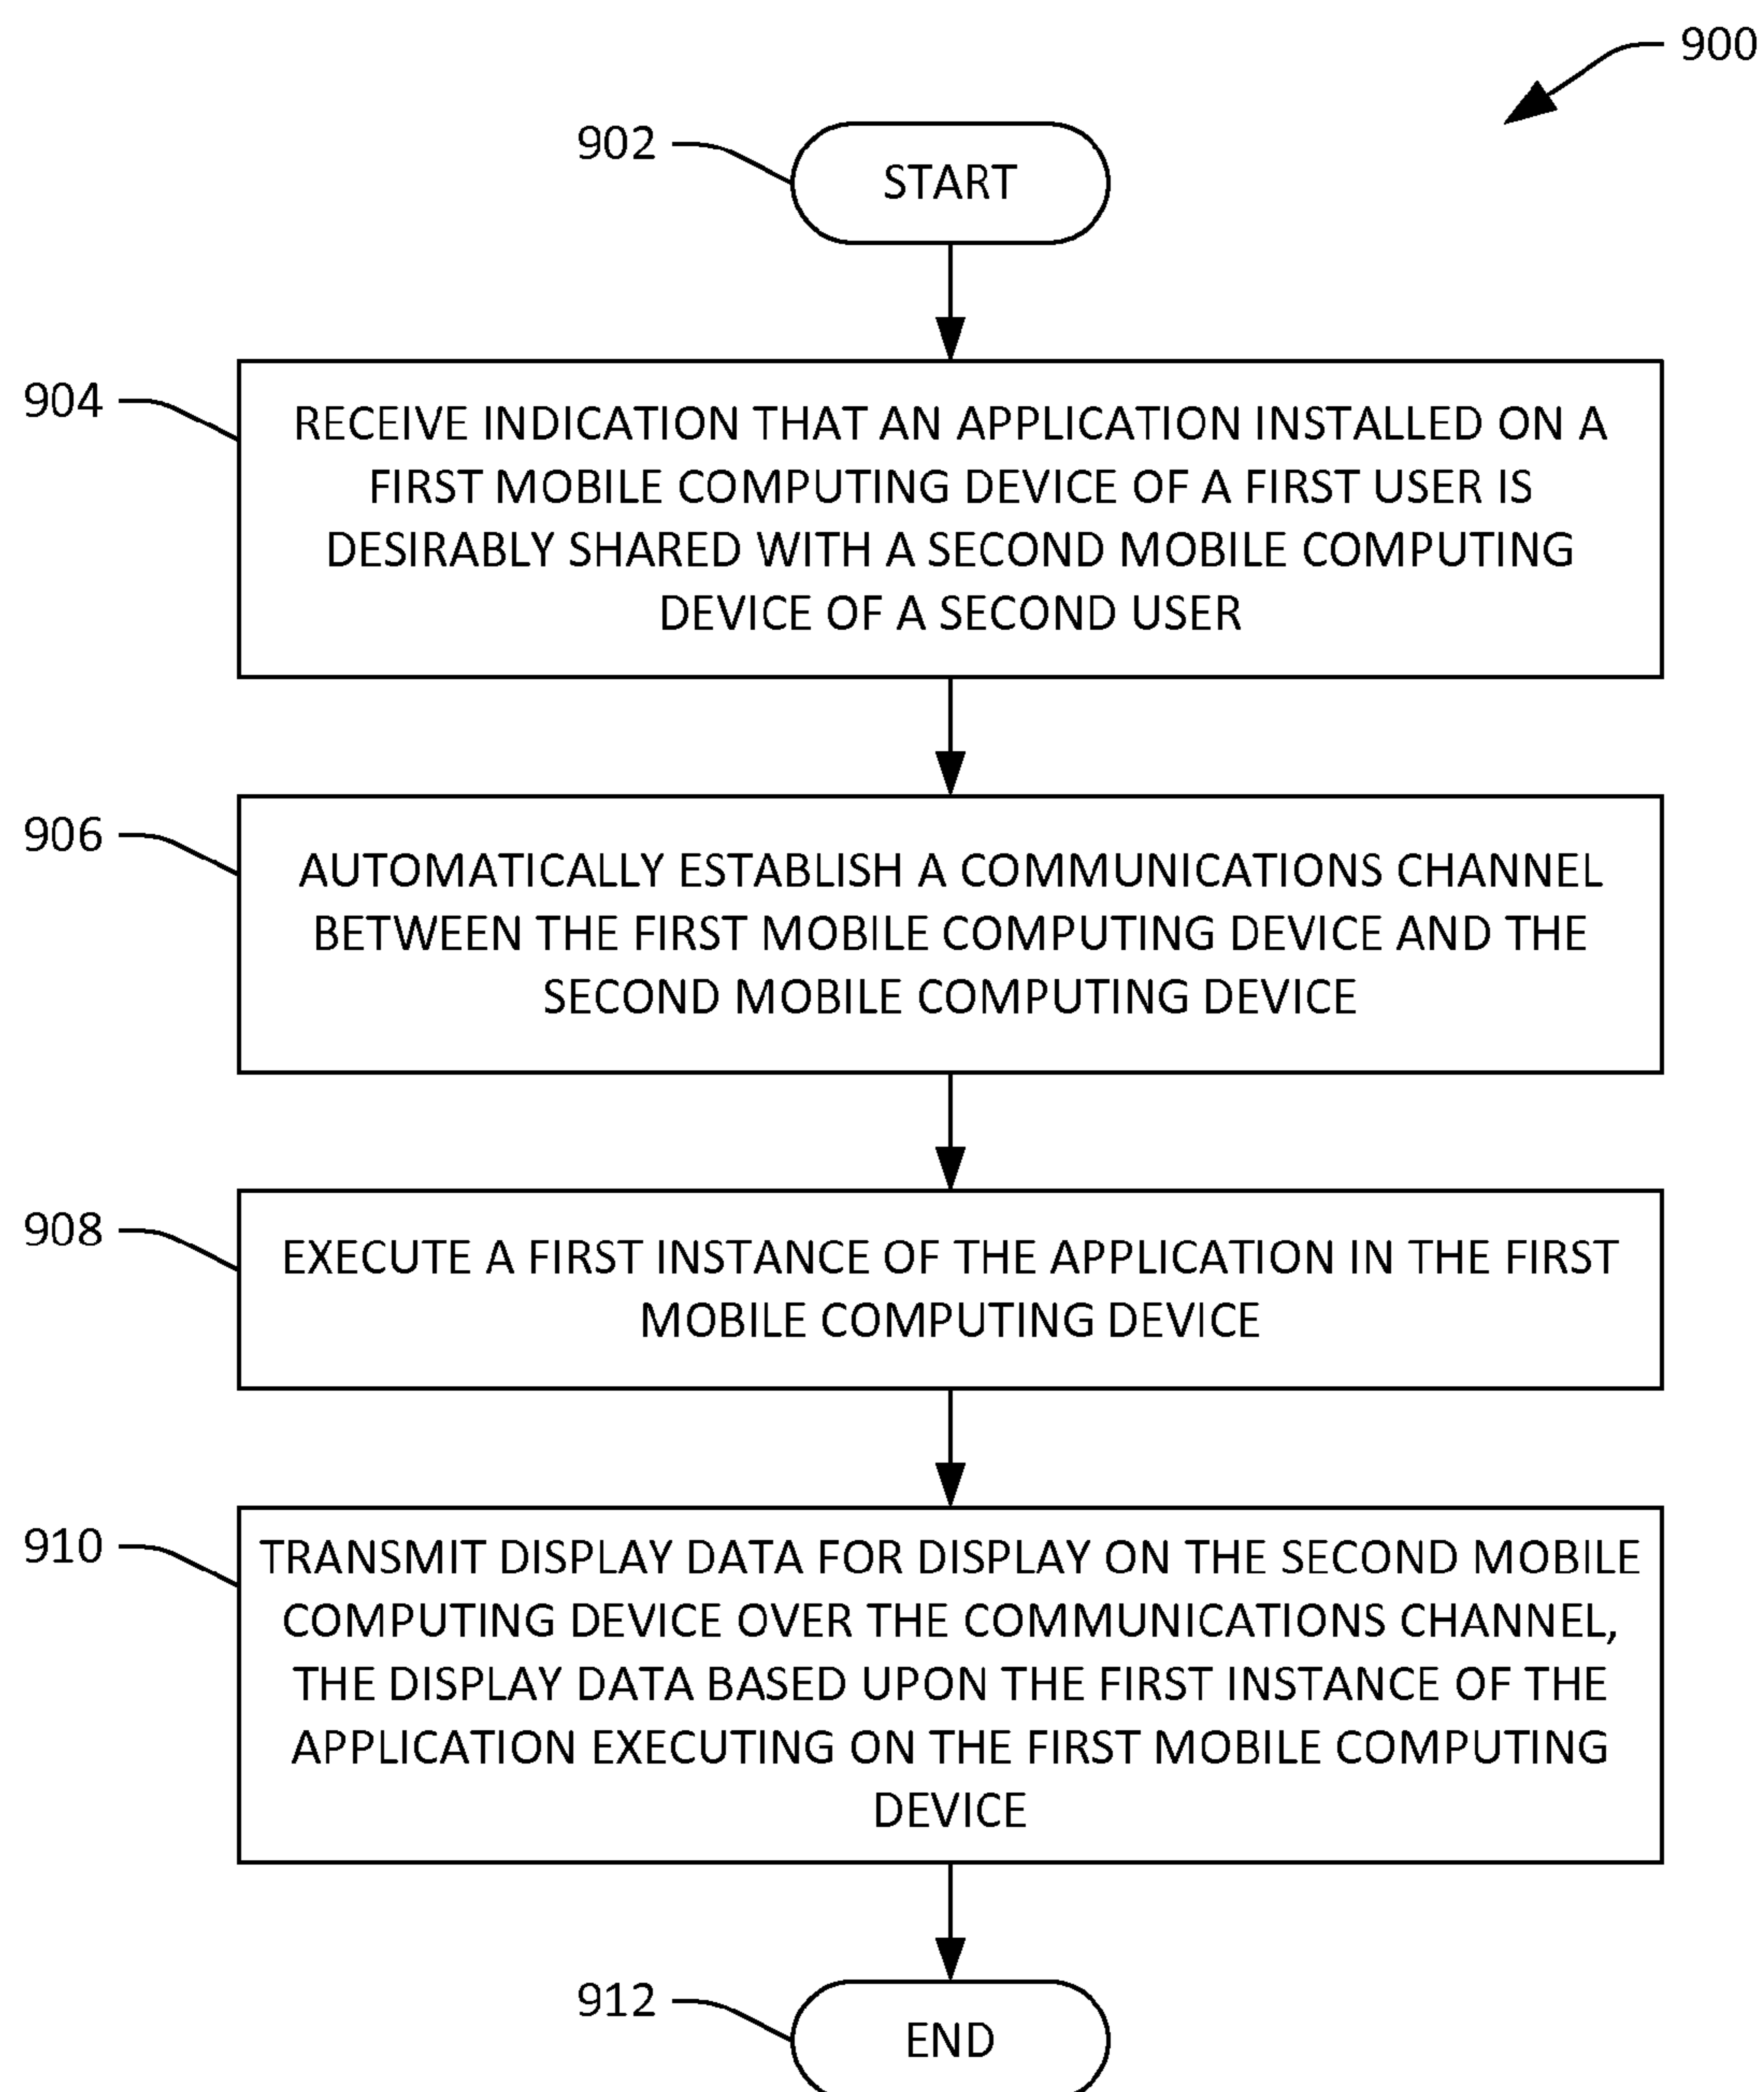 900
902
START
904
RECEIVE INDICATION THAT AN APPLICATION INSTALLED ON A
FIRST MOBILE COMPUTING DEVICE OF A FIRST USER IS
DESIRABLY SHARED WITH A SECOND MOBILE COMPUTING
DEVICE OF A SECOND USER
906
AUTOMATICALLY ESTABLISH A COMMUNICATIONS CHANNEL
BETWEEN THE FIRST MOBILE COMPUTING DEVICE AND THE
SECOND MOBILE COMPUTING DEVICE
908
EXECUTE A FIRST INSTANCE OF THE APPLICATION IN THE FIRST
MOBILE COMPUTING DEVICE
910
TRANSMIT DISPLAY DATA FOR DISPLAY ON THE SECOND MOBILE
COMPUTING DEVICE OVER THE COMMUNICATIONS CHANNEL,
THE DISPLAY DATA BASED UPON THE FIRST INSTANCE OF THE
APPLICATION EXECUTING ON THE FIRST MOBILE COMPUTING
DEVICE
912
END